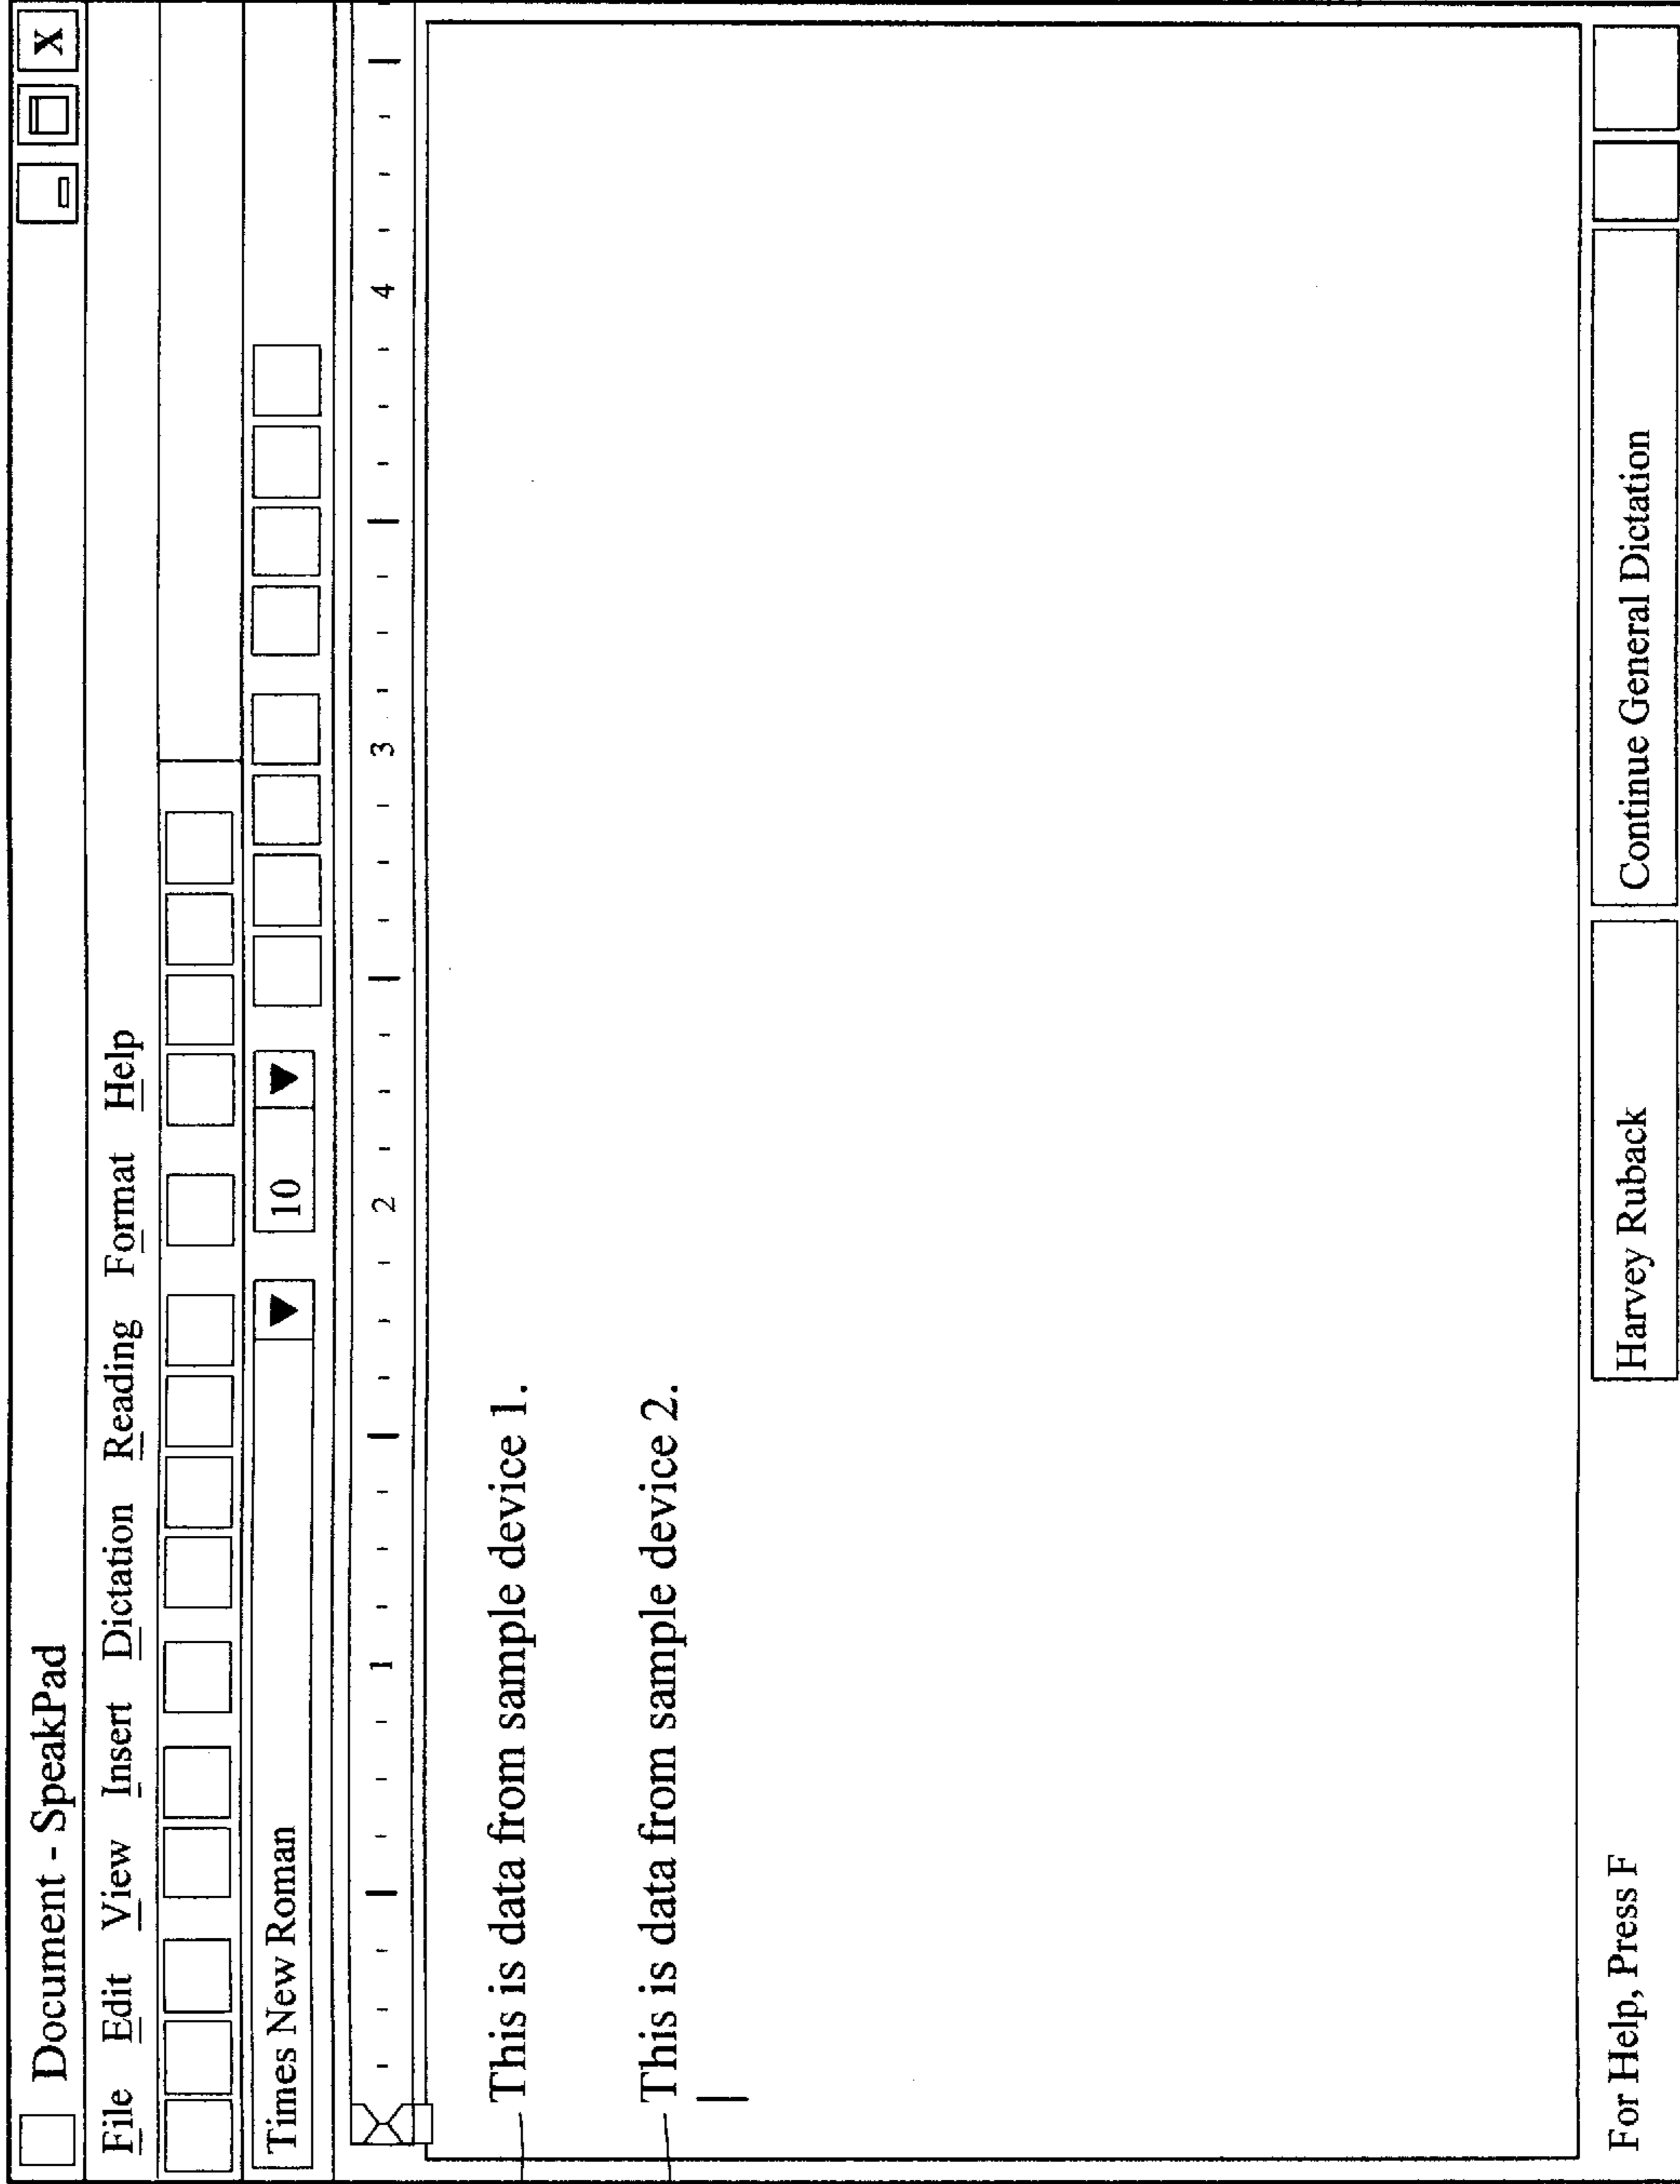 Document - SpeakPad
X
File Edit View Insert Dictation Reading Format Help
Times New Roman 10
1 2 3 4
This is data from sample device 1.
This is data from sample device 2.
For Help, Press F Harvey Ruback Continue General Dictation